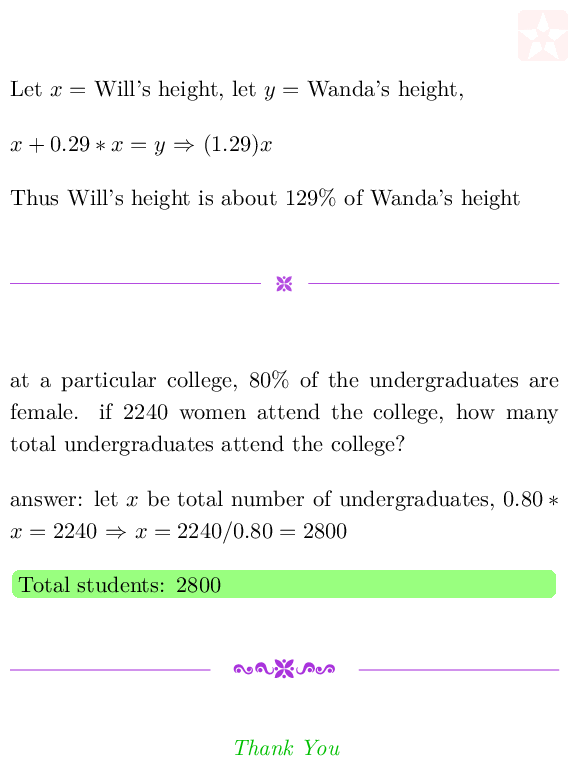 Let x = Will's height, let y = Wanda's height,
x + 0.29 ∗ x = y ⇒ (1.29)x
Thus Will's height is about 129% of Wanda's height
at a particular college, 80% of the undergraduates are
female. if 2240 women attend the college, how many
total undergraduates attend the college?
answer: let x be total number of undergraduates, 0.80 ∗
x = 2240 ⇒ x = 2240/0.80 = 2800
Total students: 2800
Thank You